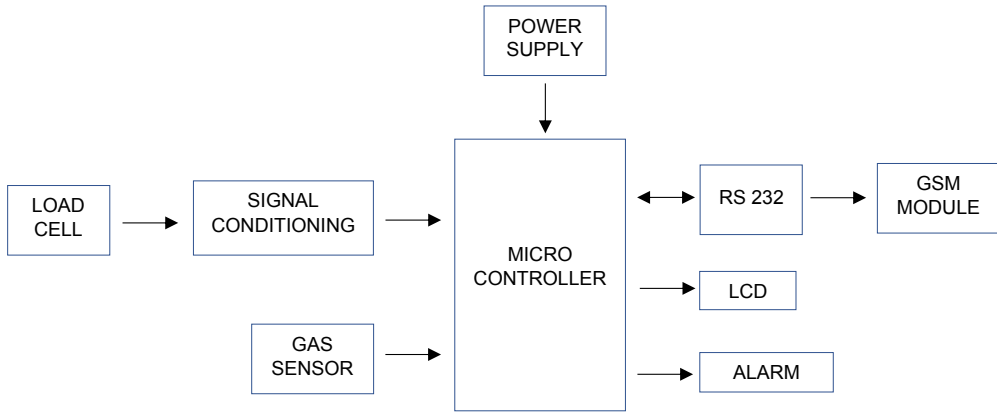 POWER
SUPPLY
LOAD
CELL
SIGNAL
CONDITIONING
GAS
SENSOR
MICRO
CONTROLLER
RS 232
GSM
MODULE
LCD
ALARM